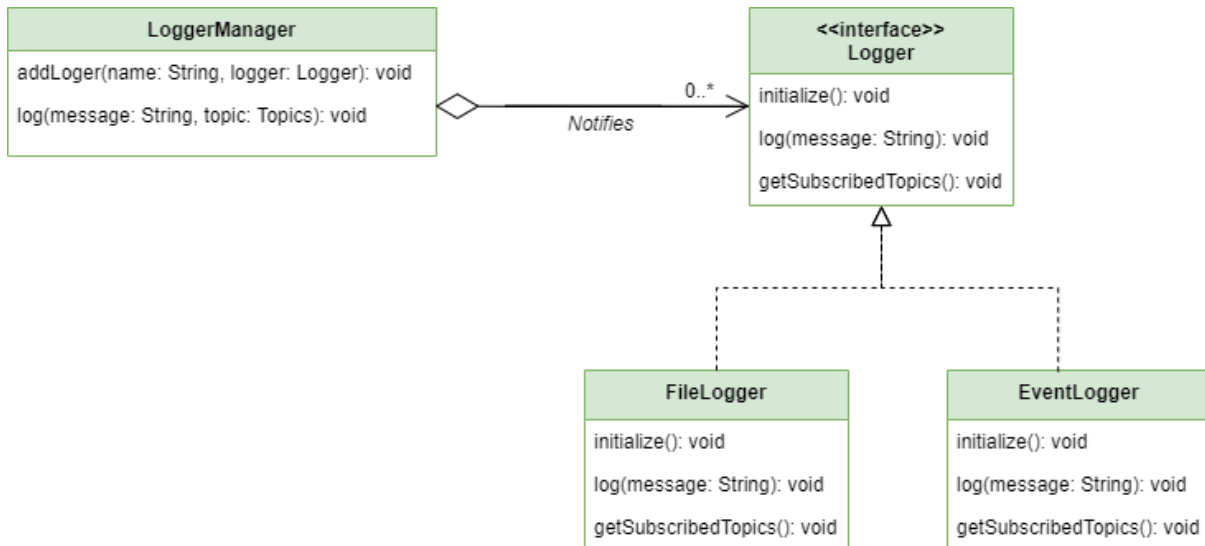 LoggerManager
addLoger(name: String, logger: Logger): void
log(message: String, topic: Topics): void
0..*
Notifies
<<interface>>
Logger
initialize(): void
log(message: String): void
getSubscribedTopics(): void
FileLogger
initialize(): void
log(message: String): void
getSubscribedTopics(): void
EventLogger
initialize(): void
log(message: String): void
getSubscribedTopics(): void